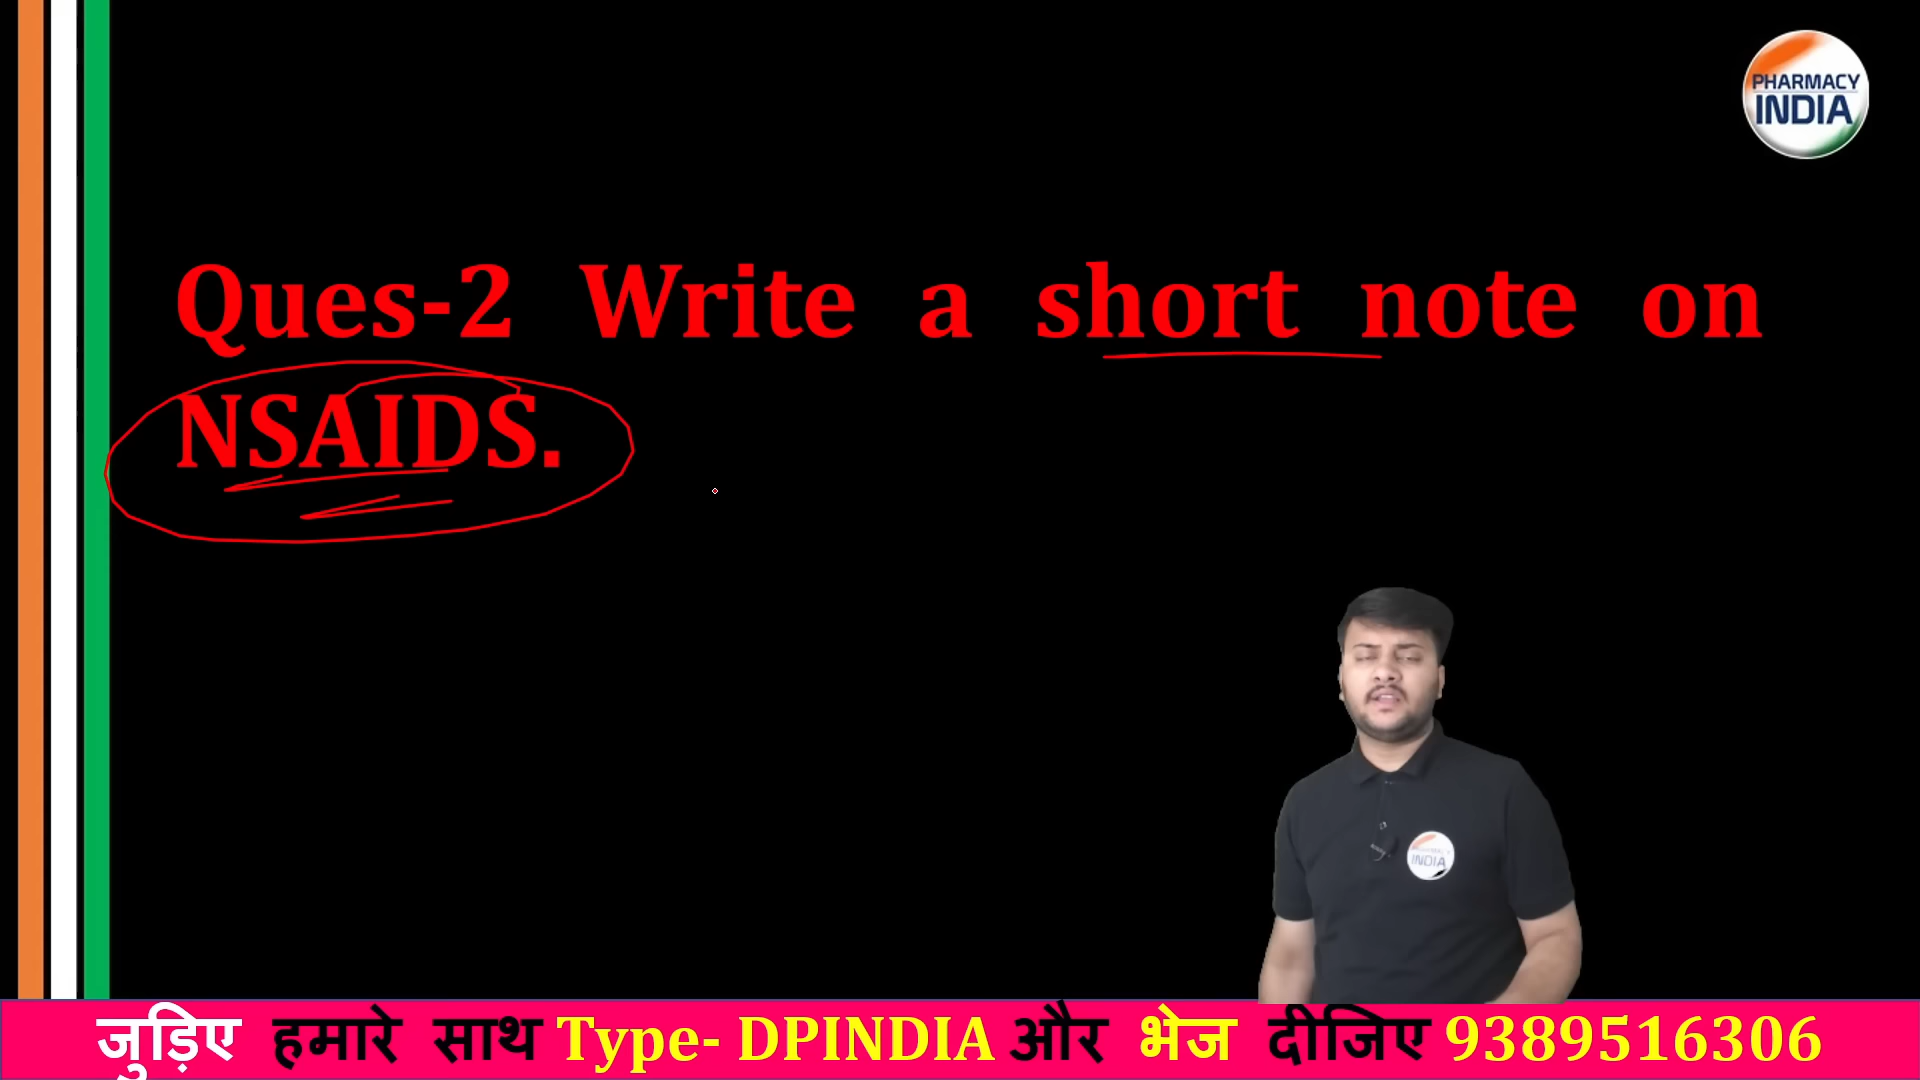 PHARMACY
INDIA
Ques-2 Write a short note on
NSAIDS.
INDIA
जुड़िए हमारे साथ Type- DPINDIA और भेज दीजिए 9389516306